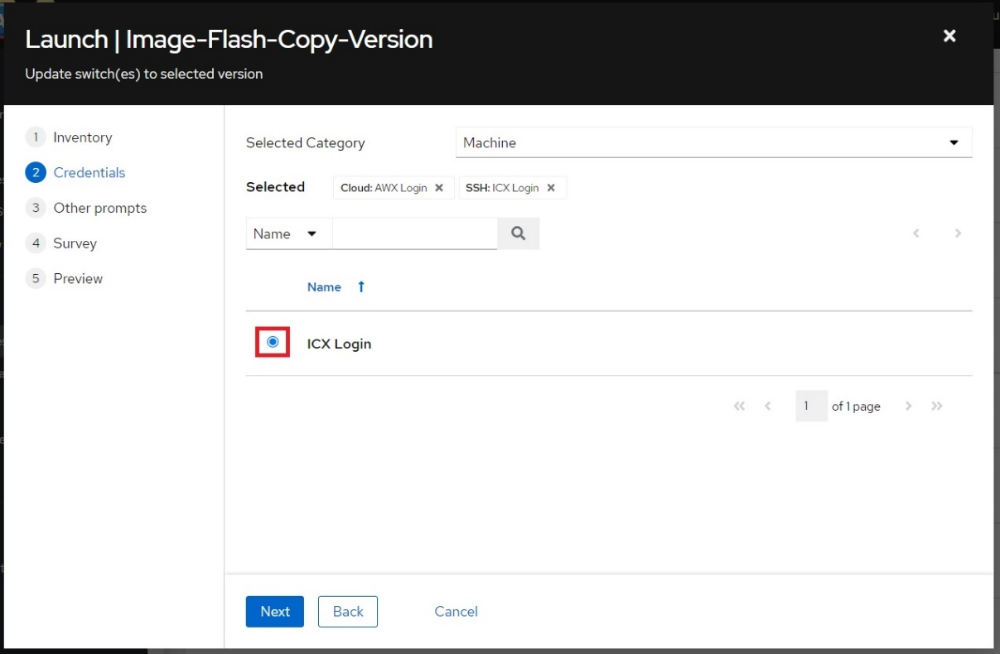 Launch | Image-Flash-Copy-Version
Update switch(es) to selected version
1 Inventory
2 Credentials
3 Other prompts
4 Survey
5 Preview
Selected Category Machine
Selected Cloud: AWX Login SSH: ICX Login
Name
Name
ICX Login
1 of 1 page
Next Back Cancel